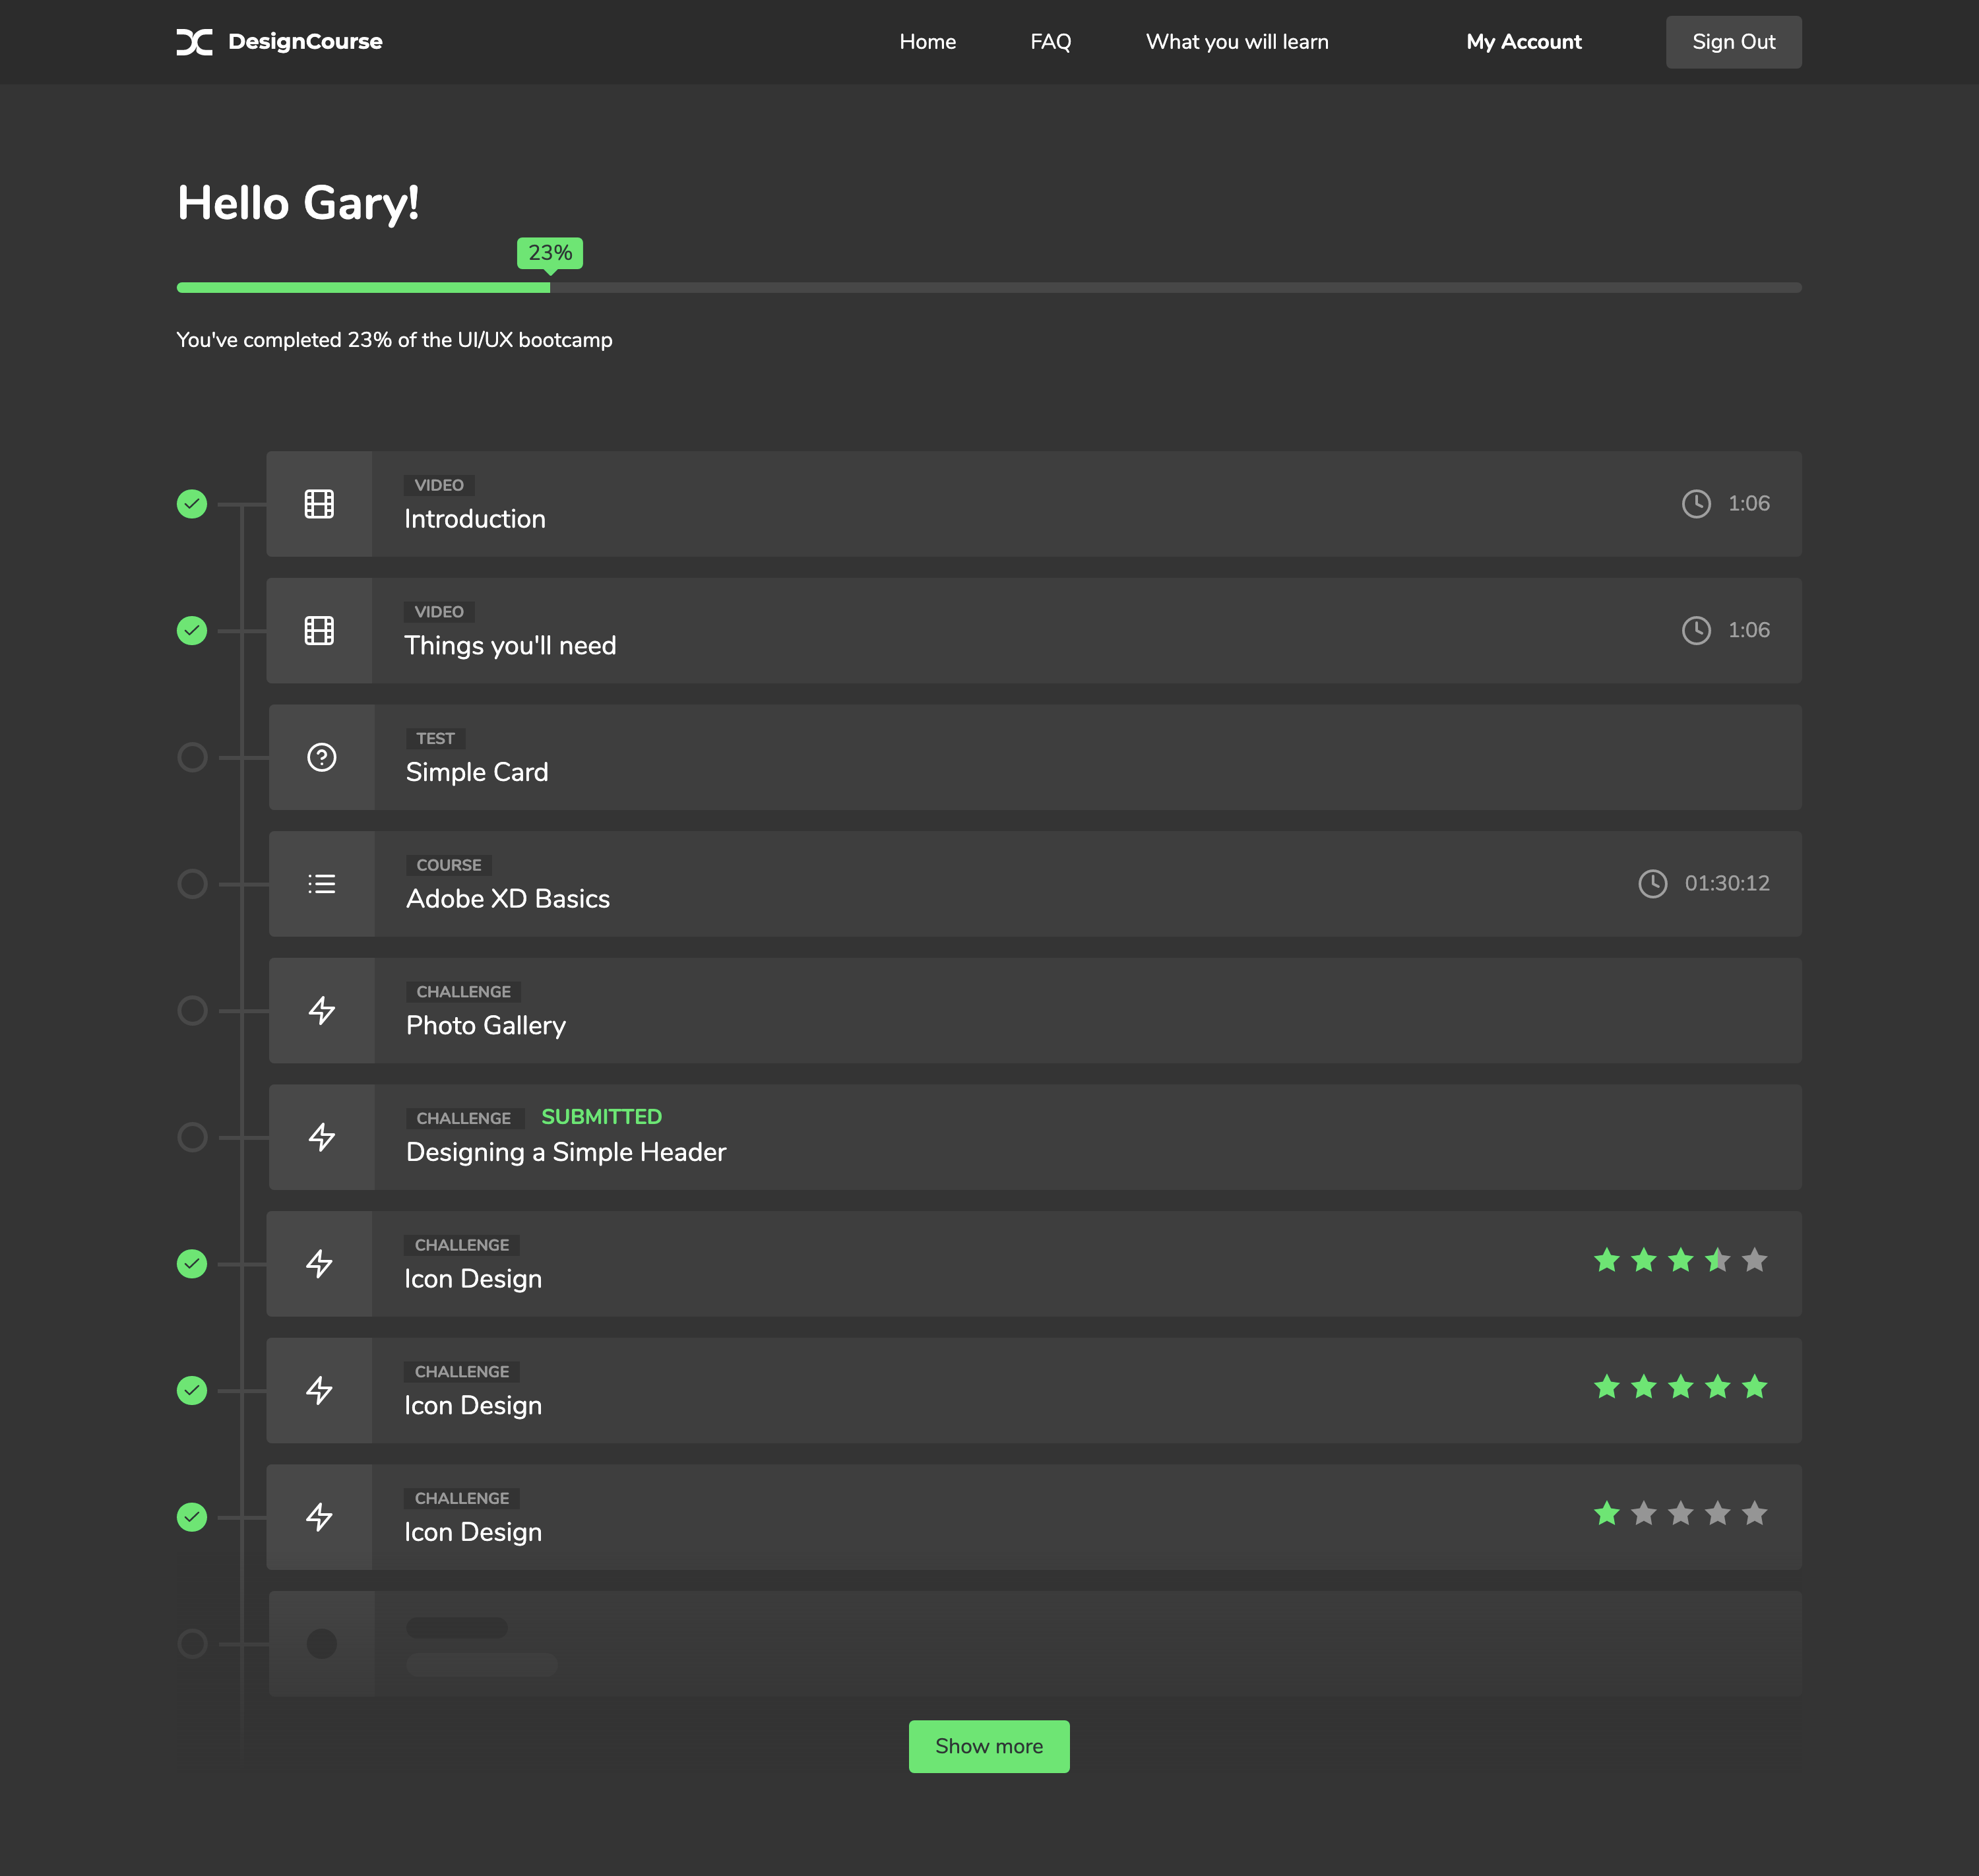 DesignCourse
Home
FAQ
What you will learn
My Account
Sign Out
Hello Gary!
23%
You've completed 23% of the UI/UX bootcamp
VIDEO
Introduction
1:06
VIDEO
Things you'll need
1:06
TEST
Simple Card
COURSE
Adobe XD Basics
01:30:12
CHALLENGE
Photo Gallery
CHALLENGE SUBMITTED
Designing a Simple Header
CHALLENGE
Icon Design
CHALLENGE
Icon Design
CHALLENGE
Icon Design
Show more